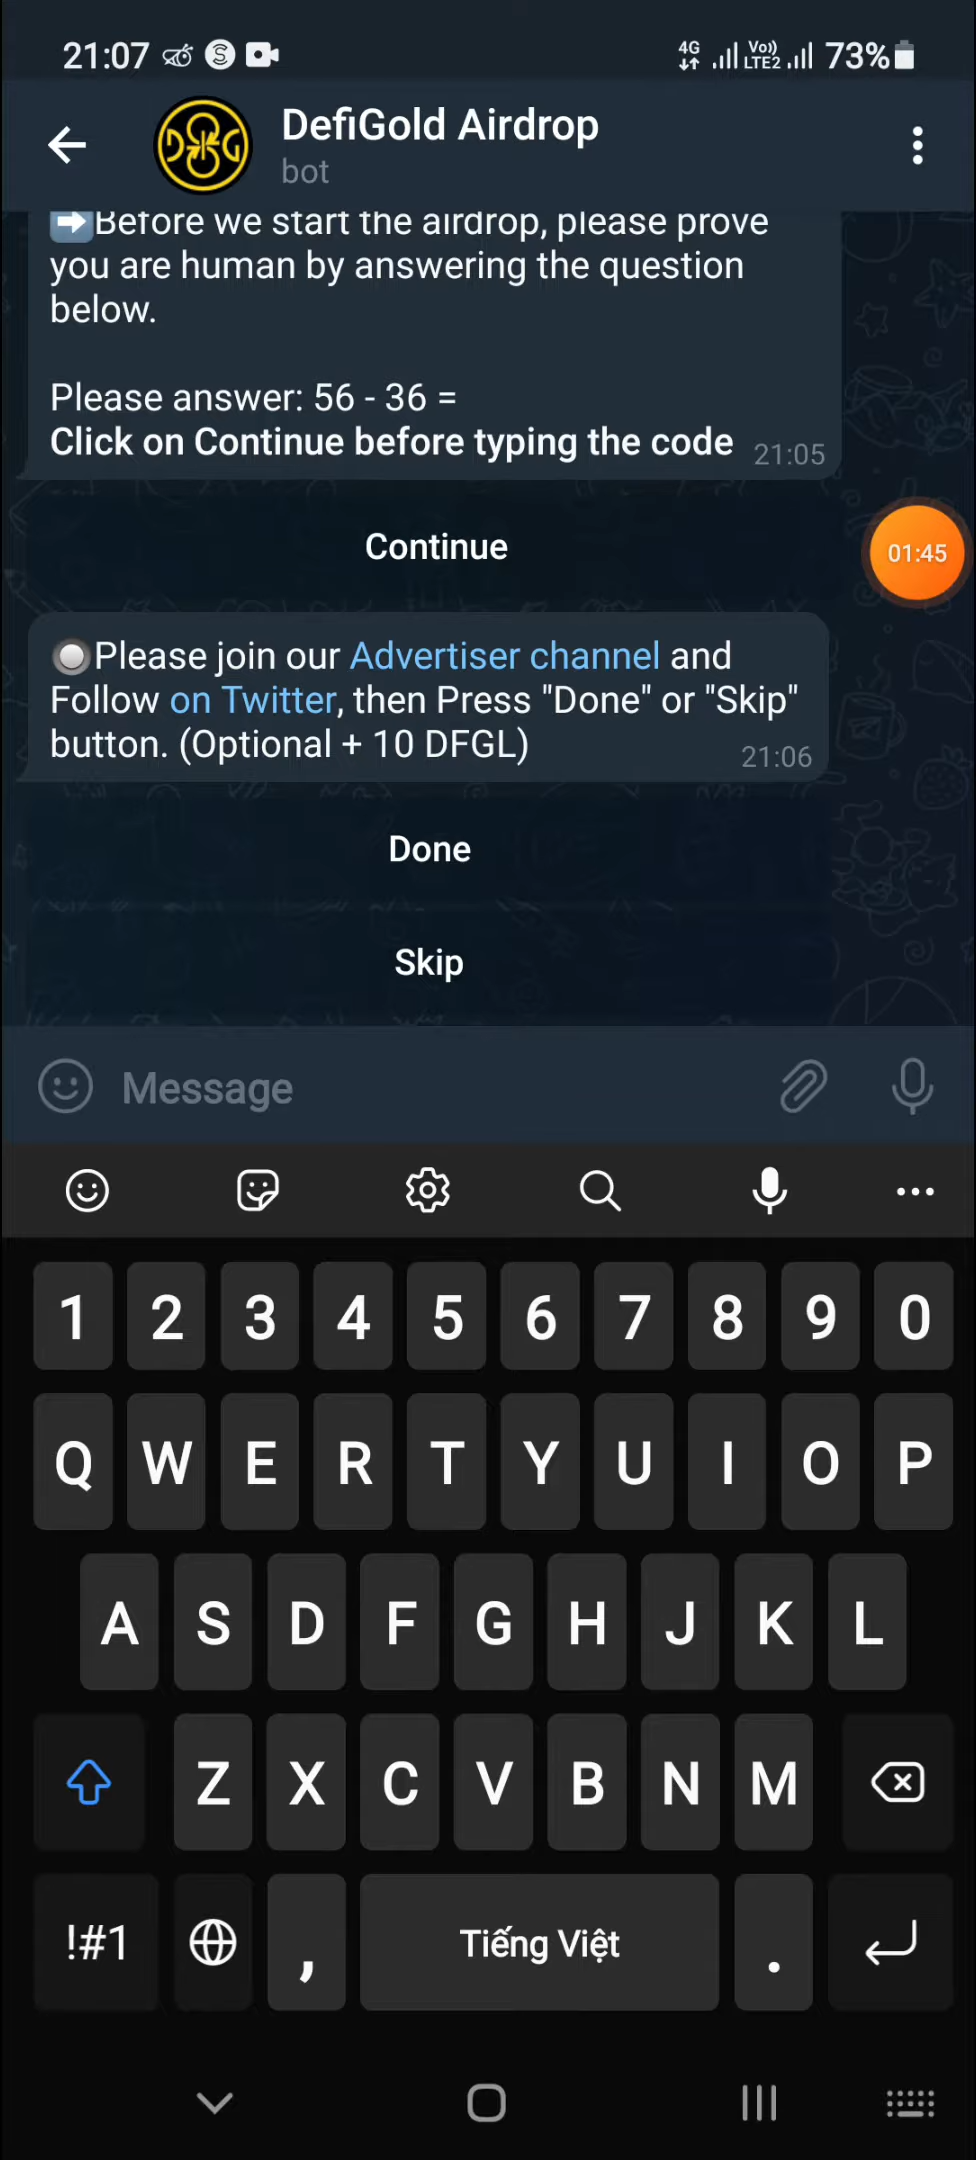 21:07
4G Vo)) LTE2 73%
DefiGold Airdrop
DG
bot
➡Before we start the airdrop, please prove
you are human by answering the question
below.
Please answer: 56 - 36 =
Click on Continue before typing the code 21:05
Continue
01:45
🔘Please join our Advertiser channel and
Follow on Twitter, then Press "Done" or "Skip"
button. (Optional + 10 DFGL) 21:06
Done
Skip
Message
1 2 3 4 5 6 7 8 9 0
Q W E R T Y U I O P
A S D F G H J K L
Z X C V B N M
!#1 , Tiếng Việt .